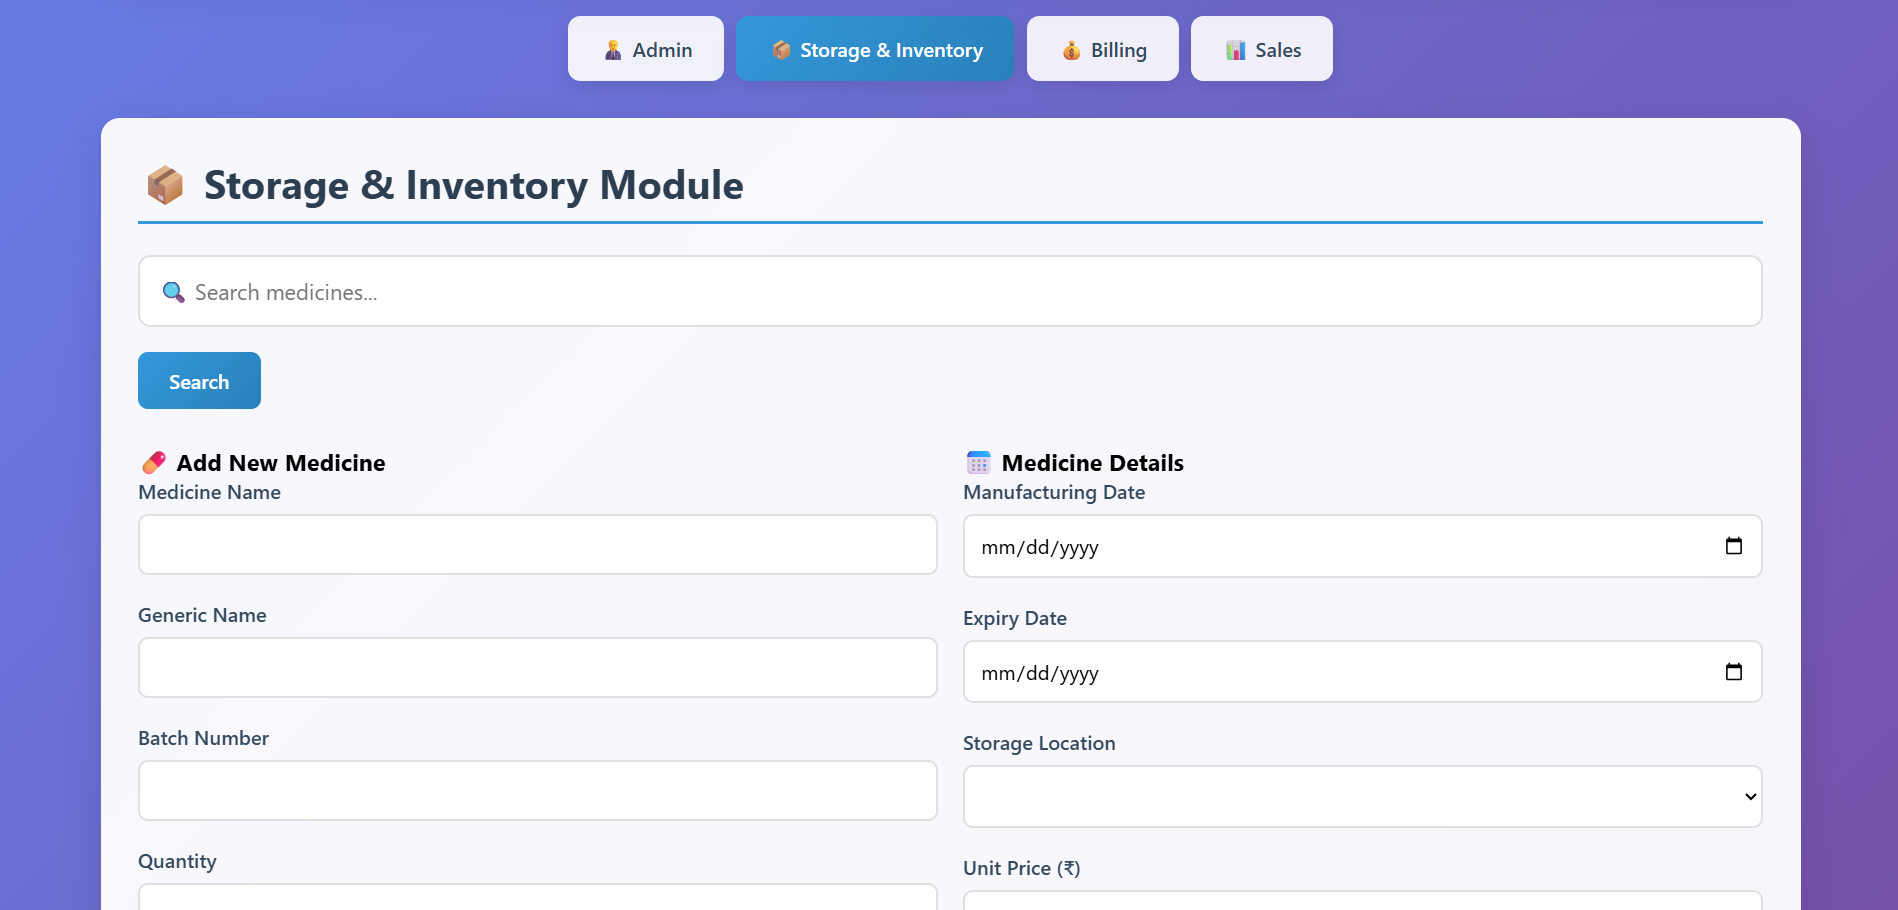 Admin
Storage & Inventory
Billing
Sales
Storage & Inventory Module
Search medicines...
Search
Add New Medicine
Medicine Name
Generic Name
Batch Number
Quantity
Medicine Details
Manufacturing Date
mm/dd/yyyy
Expiry Date
mm/dd/yyyy
Storage Location
Unit Price (₹)